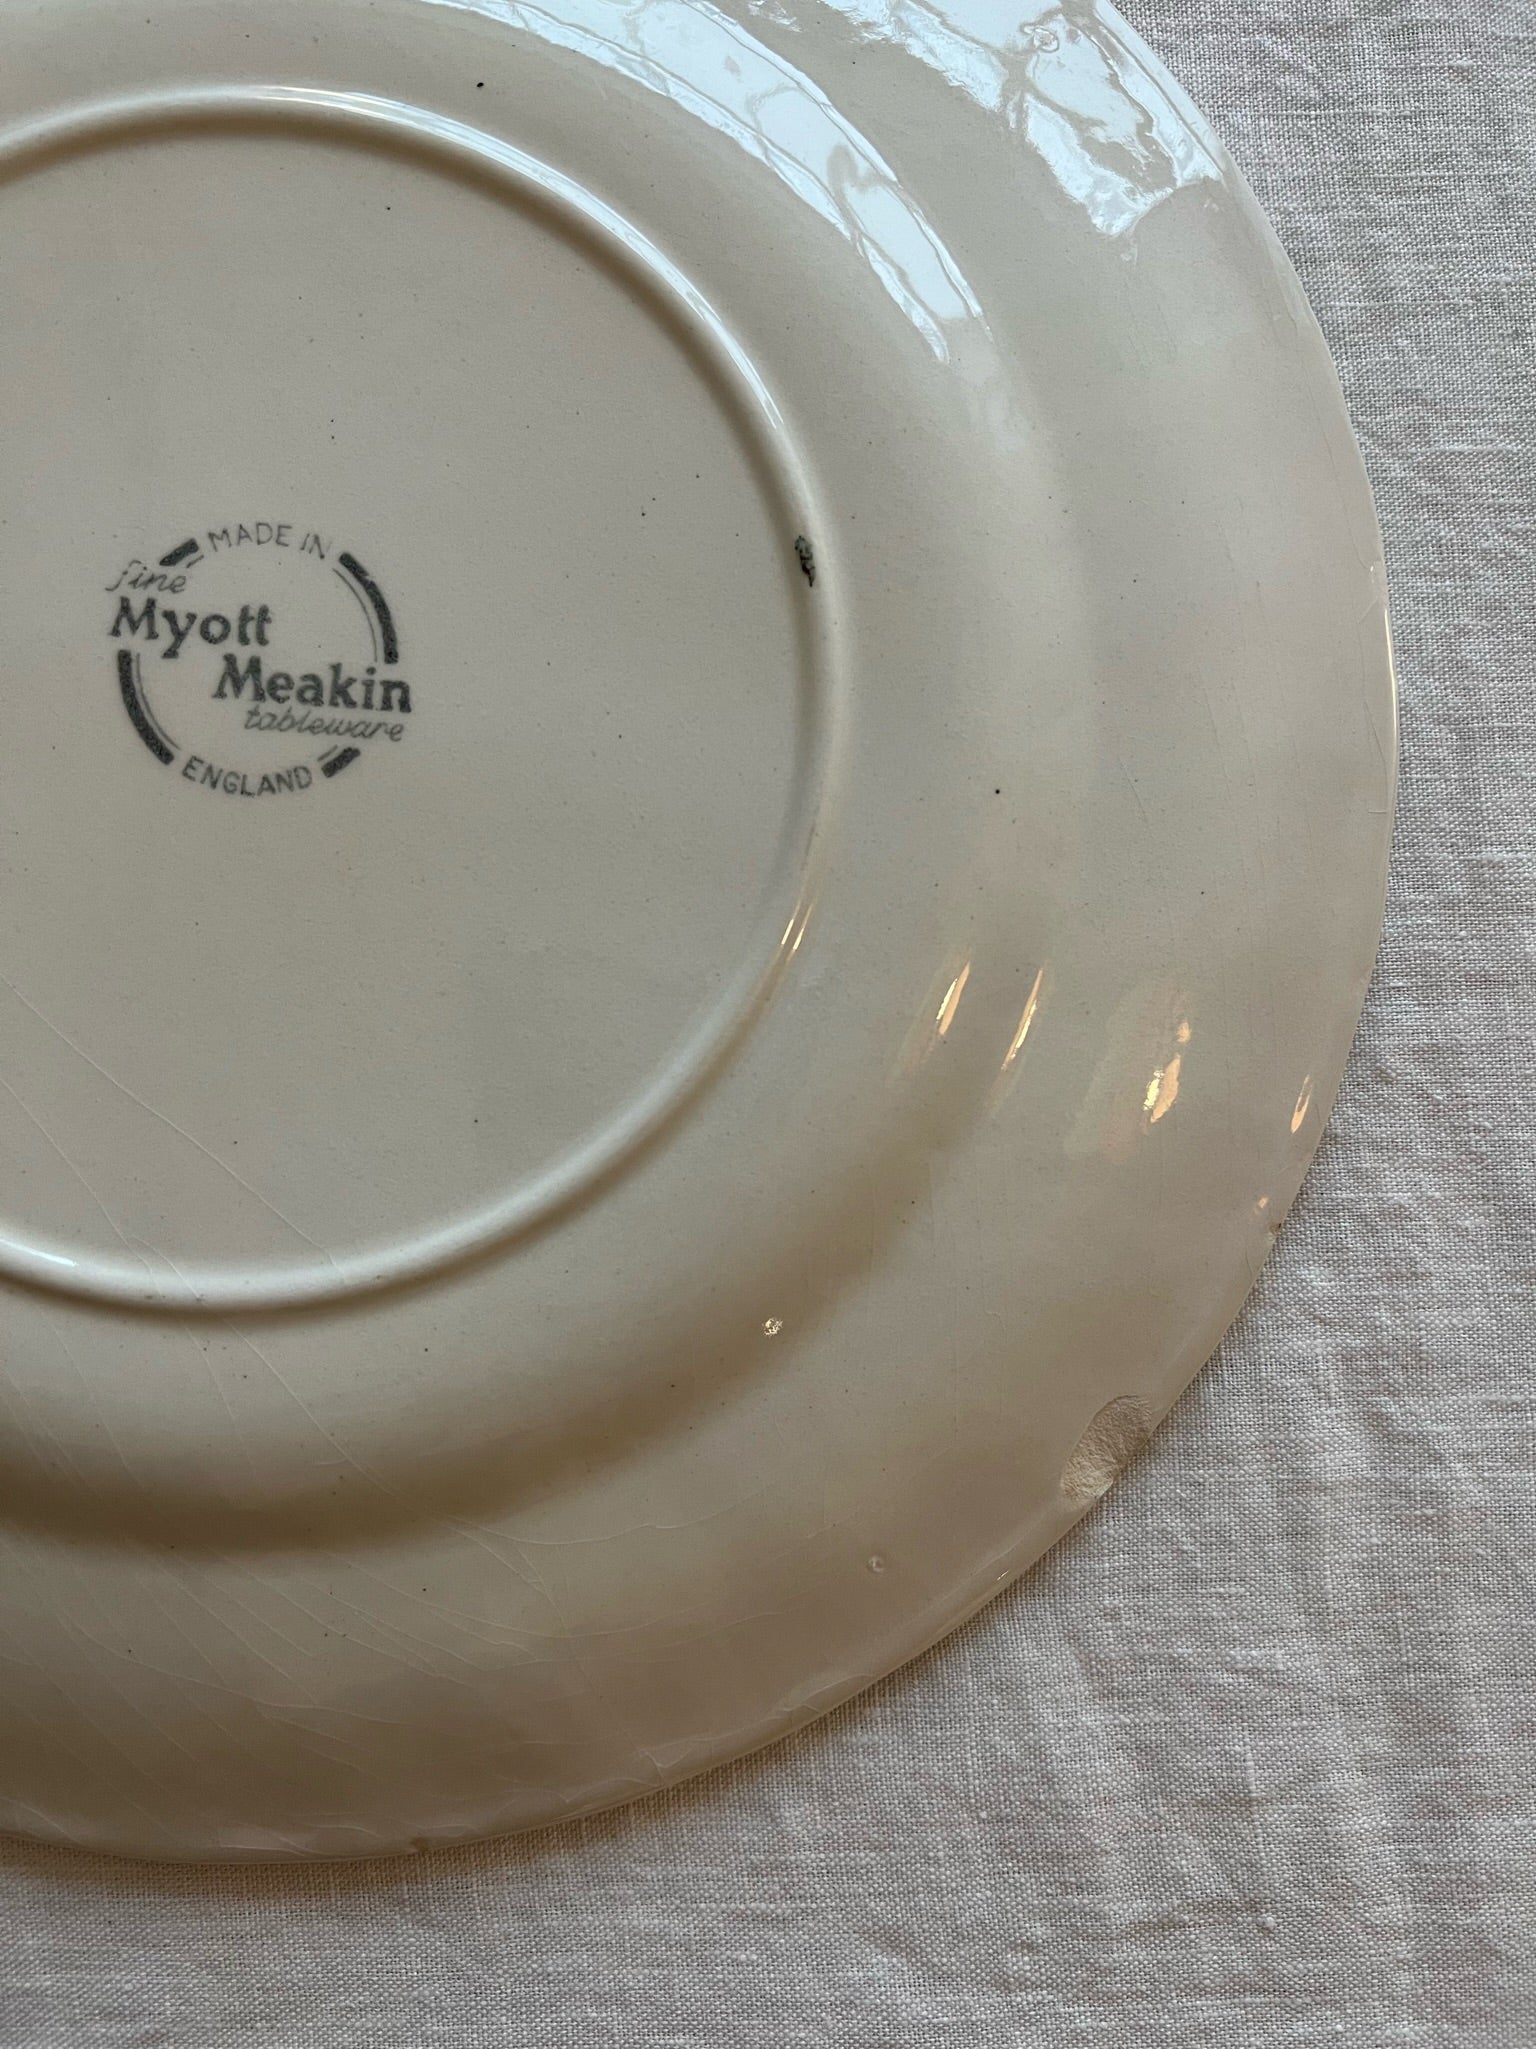 MADE IN
fine
Myott
Meakin
tableware
ENGLAND